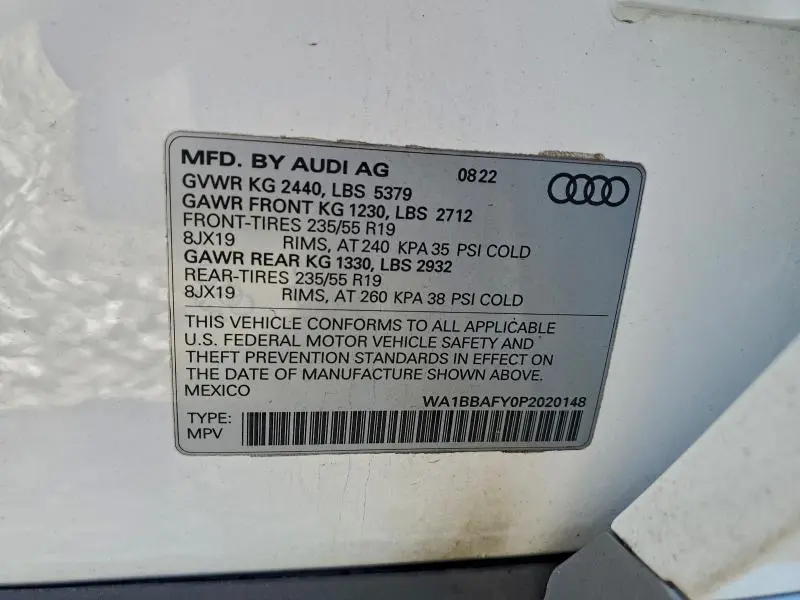 MFD. BY AUDI AG 08/22
GVWR KG 2440, LBS 5379
GAWR FRONT KG 1230, LBS 2712
FRONT-TIRES 235/55 R19
8JX19 RIMS, AT 240 KPA 35 PSI COLD
GAWR REAR KG 1330, LBS 2932
REAR-TIRES 235/55 R19
8JX19 RIMS, AT 260 KPA 38 PSI COLD
THIS VEHICLE CONFORMS TO ALL APPLICABLE
U.S. FEDERAL MOTOR VEHICLE SAFETY AND
THEFT PREVENTION STANDARDS IN EFFECT ON
THE DATE OF MANUFACTURE SHOWN ABOVE.
MEXICO
WA1BBAFY0P2020148
TYPE:
MPV